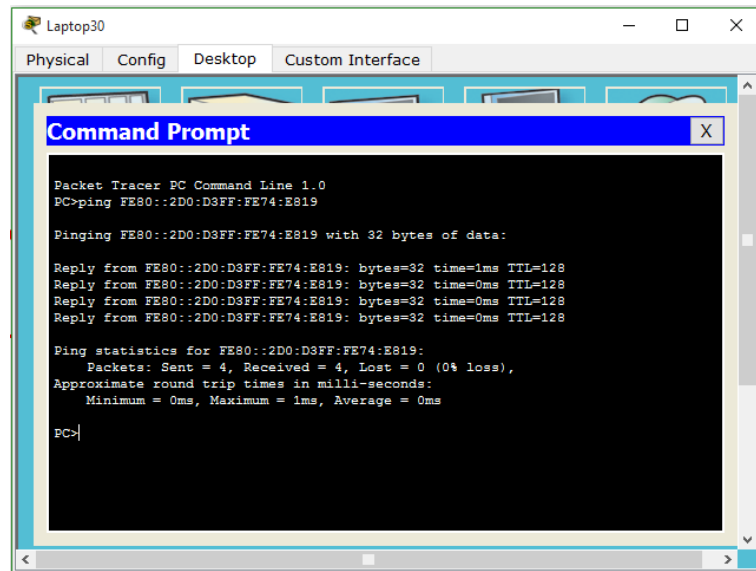 Laptop30
Physical Config Desktop Custom Interface
Command Prompt
X
Packet Tracer PC Command Line 1.0
PC>ping FE80::2D0:D3FF:FE74:E819
Pinging FE80::2D0:D3FF:FE74:E819 with 32 bytes of data:
Reply from FE80::2D0:D3FF:FE74:E819: bytes=32 time=1ms TTL=128
Reply from FE80::2D0:D3FF:FE74:E819: bytes=32 time=0ms TTL=128
Reply from FE80::2D0:D3FF:FE74:E819: bytes=32 time=0ms TTL=128
Reply from FE80::2D0:D3FF:FE74:E819: bytes=32 time=0ms TTL=128
Ping statistics for FE80::2D0:D3FF:FE74:E819:
Packets: Sent = 4, Received = 4, Lost = 0 (0% loss),
Approximate round trip times in milli-seconds:
Minimum = 0ms, Maximum = 1ms, Average = 0ms
PC>